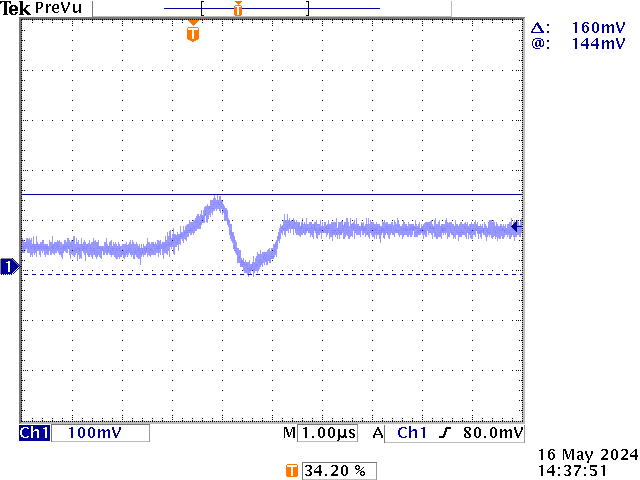 Tek PreVu
T
T
Δ: 160mV
@: 144mV
1
Ch1 100mV M 1.00µs A Ch1 80.0mV
T 34.20 %
16 May 2024
14:37:51